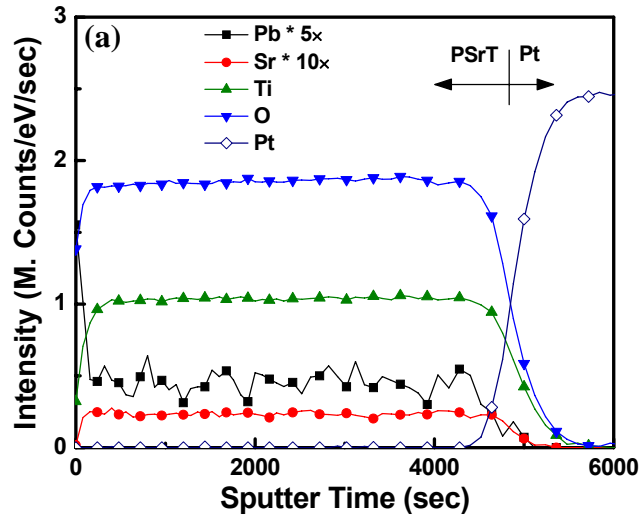 (a)
Pb * 5×
Sr * 10×
Ti
O
Pt
PSrT
Pt
3
2
1
0
0
2000
4000
6000
Intensity (M. Counts/eV/sec)
Sputter Time (sec)